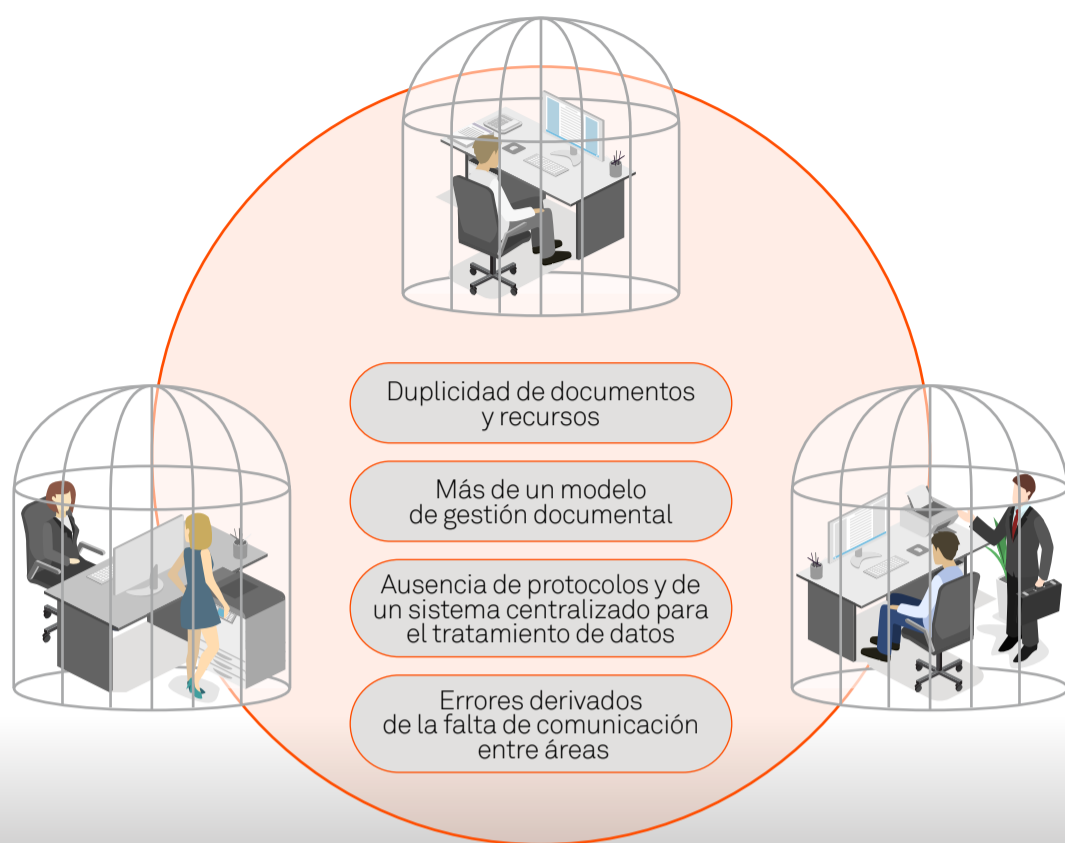 Duplicidad de documentos
y recursos
Más de un modelo
de gestión documental
Ausencia de protocolos y de
un sistema centralizado para
el tratamiento de datos
Errores derivados
de la falta de comunicación
entre áreas